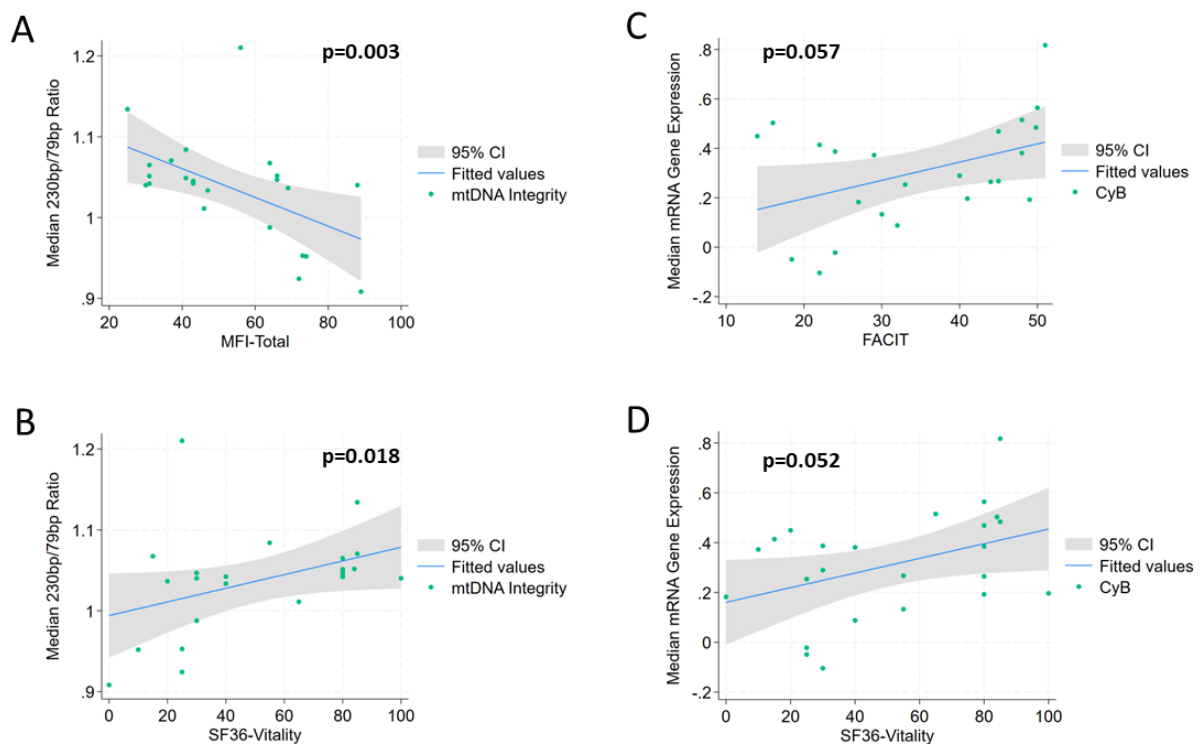 A
p=0.003
1.2
1.1
1
.9
Median 230bp/79bp Ratio
20
40
60
80
100
MFI-Total
95% CI
Fitted values
mtDNA Integrity
B
p=0.018
1.2
1.1
1
.9
Median 230bp/79bp Ratio
0
20
40
60
80
100
SF36-Vitality
95% CI
Fitted values
mtDNA Integrity
C
p=0.057
.8
.6
.4
.2
0
-.2
Median mRNA Gene Expression
10
20
30
40
50
FACIT
95% CI
Fitted values
CyB
D
p=0.052
.8
.6
.4
.2
0
-.2
Median mRNA Gene Expression
0
20
40
60
80
100
SF36-Vitality
95% CI
Fitted values
CyB